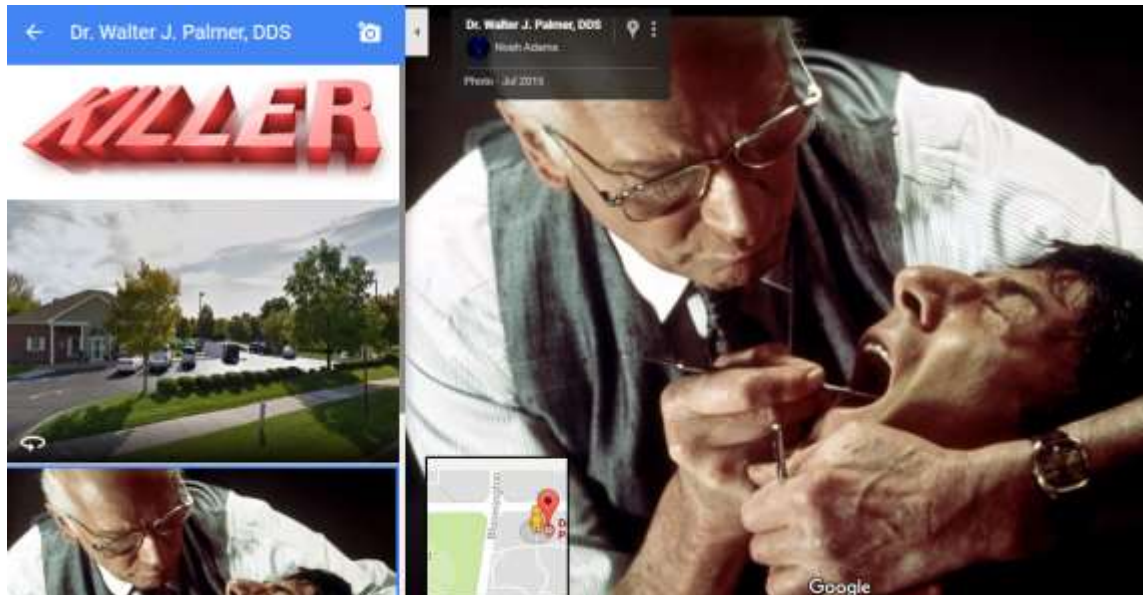 Dr. Walter J. Palmer, DDS
KILLER
Dr. Walter J. Palmer, DDS
Noah Adams
Photo - Jul 2015
Bloomington
D
P
Google